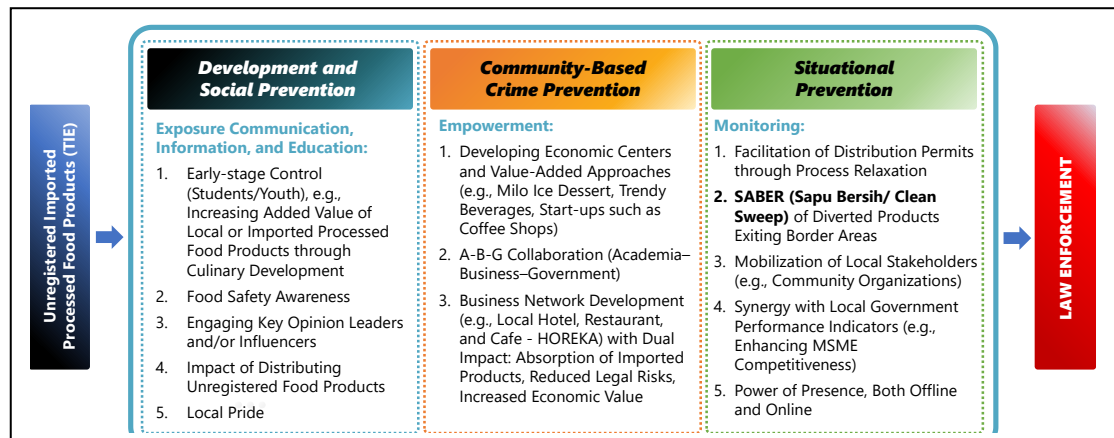 Unregistered Imported
Processed Food Products (TIE)
Development and
Social Prevention
Exposure Communication,
Information, and Education:
1. Early-stage Control
(Students/Youth), e.g.,
Increasing Added Value of
Local or Imported Processed
Food Products through
Culinary Development
2. Food Safety Awareness
3. Engaging Key Opinion Leaders
and/or Influencers
4. Impact of Distributing
Unregistered Food Products
5. Local Pride
Community-Based
Crime Prevention
Empowerment:
1. Developing Economic Centers
and Value-Added Approaches
(e.g., Milo Ice Dessert, Trendy
Beverages, Start-ups such as
Coffee Shops)
2. A-B-G Collaboration (Academia–
Business–Government)
3. Business Network Development
(e.g., Local Hotel, Restaurant,
and Cafe - HOREKA) with Dual
Impact: Absorption of Imported
Products, Reduced Legal Risks,
Increased Economic Value
Situational
Prevention
Monitoring:
1. Facilitation of Distribution Permits
through Process Relaxation
2. SABER (Sapu Bersih/ Clean
Sweep) of Diverted Products
Exiting Border Areas
3. Mobilization of Local Stakeholders
(e.g., Community Organizations)
4. Synergy with Local Government
Performance Indicators (e.g.,
Enhancing MSME
Competitiveness)
5. Power of Presence, Both Offline
and Online
LAW ENFORCEMENT